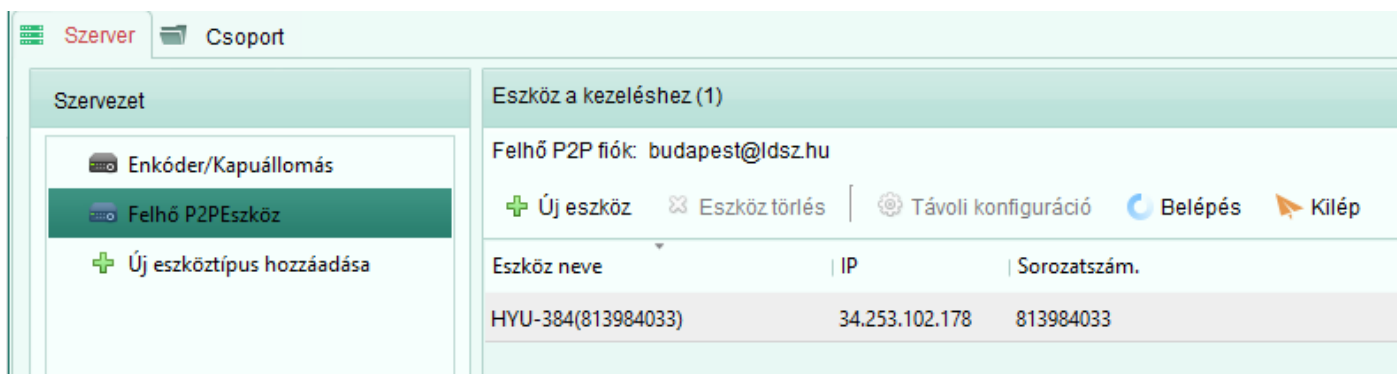 Szerver Csoport
Szervezet
Enkóder/Kapuállomás
Felhő P2PEszköz
Új eszköztípus hozzáadása
Eszköz a kezeléshez (1)
Felhő P2P fiók: budapest@ldsz.hu
Új eszköz Eszköz törlés Távoli konfiguráció Belépés Kilép
Eszköz neve IP Sorozatszám.
HYU-384(813984033) 34.253.102.178 813984033